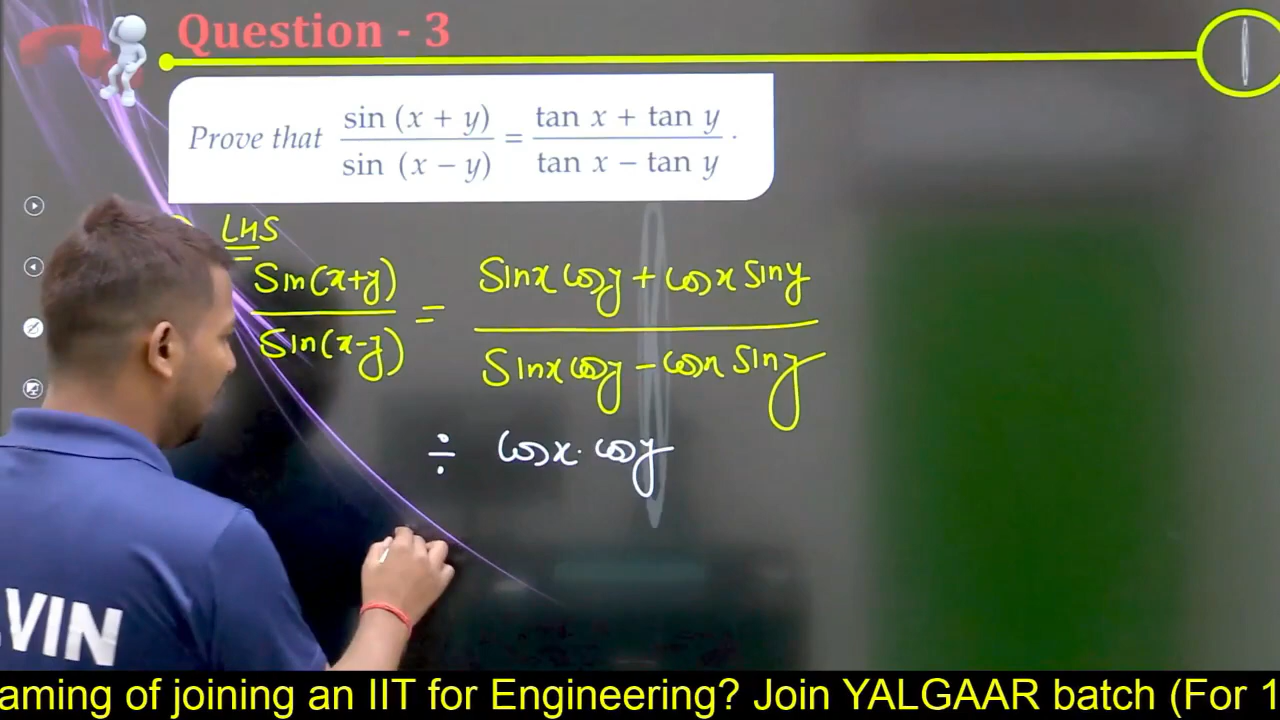 Question - 3
Prove that sin (x + y) / sin (x − y) = tan x + tan y / tan x − tan y .
LHS
Sin(x+y) / Sin(x-y) = Sinx cosy + cosx Siny / Sinx cosy - cosx Siny
÷ cosx · cosy
VIN
aming of joining an IIT for Engineering? Join YALGAAR batch (For 1